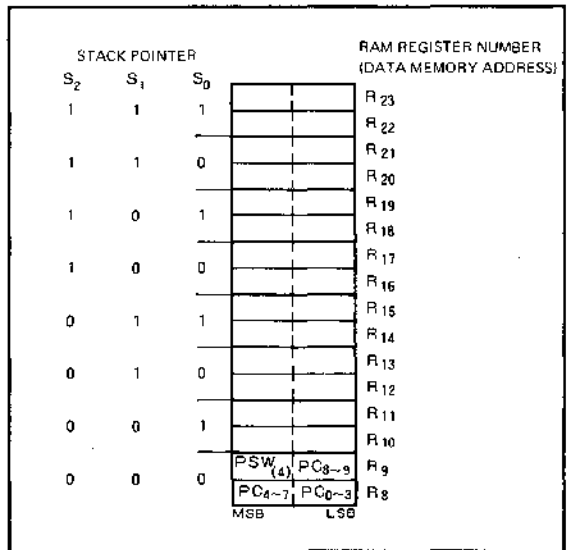 STACK POINTER
RAM REGISTER NUMBER
(DATA MEMORY ADDRESS)
S2 S1 S0
R23
1 1 1
R22
R21
1 1 0
R20
R19
1 0 1
R18
R17
1 0 0
R16
R15
0 1 1
R14
R13
0 1 0
R12
R11
0 0 1
R10
PSW(4) PC8~9 R9
0 0 0
PC4~7 PC0~3 R8
MSB LSB